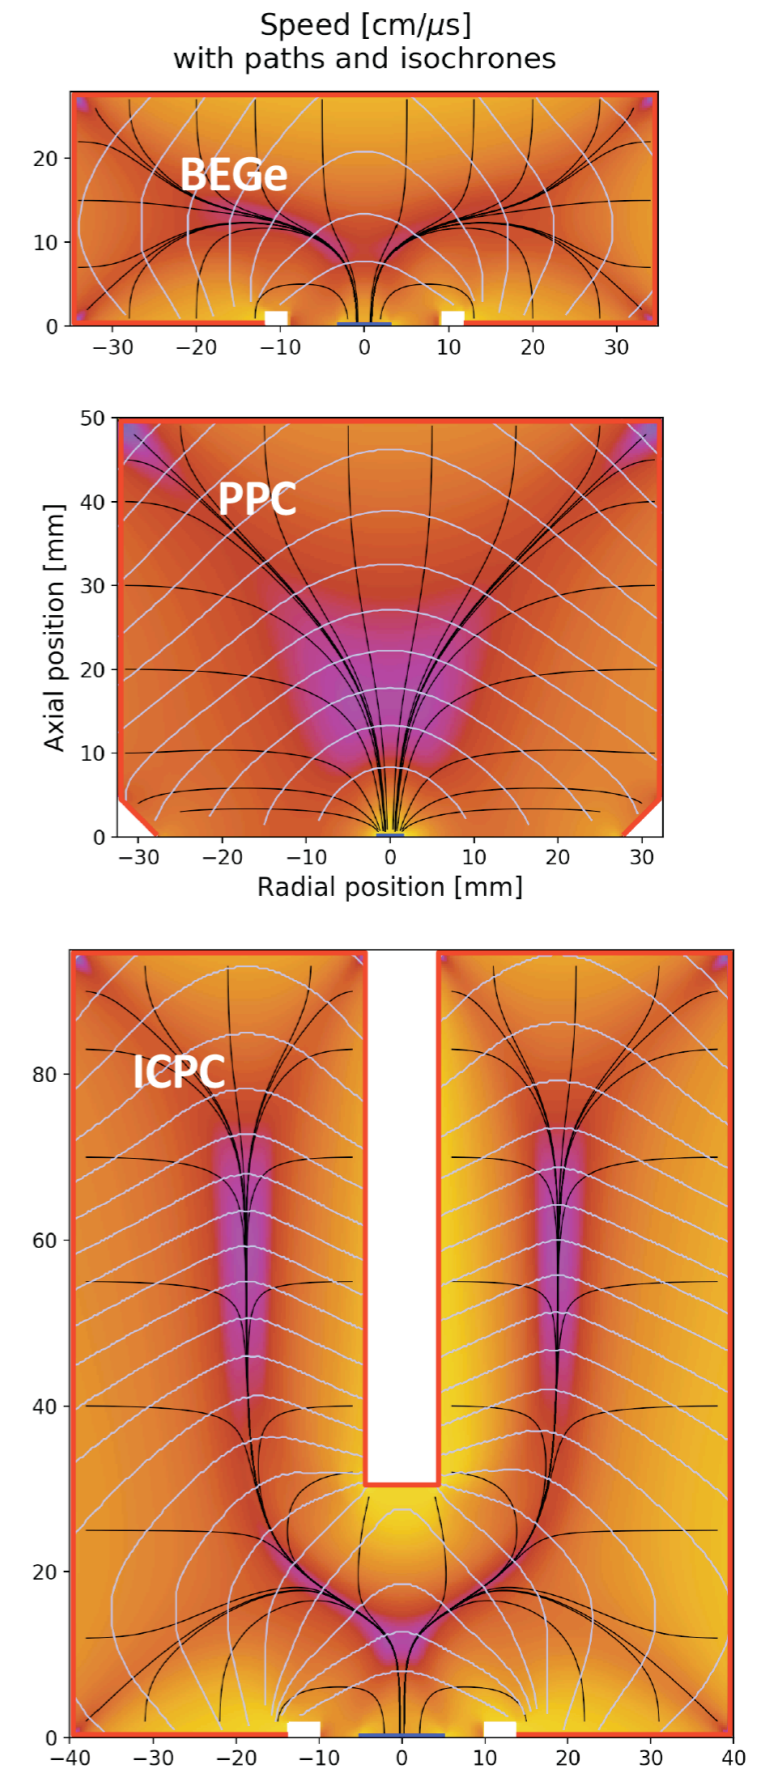 Speed [cm/μs]
with paths and isochrones
BEGe
20
10
0
−30 −20 −10 0 10 20 30
PPC
50
40
30
20
10
0
Axial position [mm]
−30 −20 −10 0 10 20 30
Radial position [mm]
ICPC
80
60
40
20
0
−40 −30 −20 −10 0 10 20 30 40